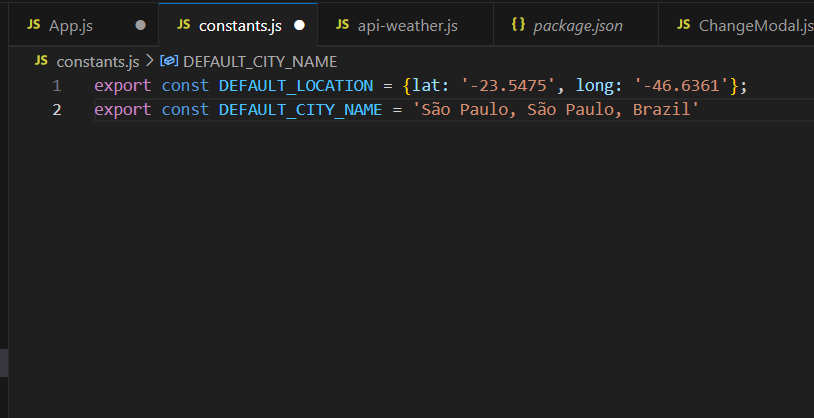 JS App.js JS constants.js JS api-weather.js {} package.json JS ChangeModal.js
JS constants.js > DEFAULT_CITY_NAME
1 export const DEFAULT_LOCATION = {lat: '-23.5475', long: '-46.6361'};
2 export const DEFAULT_CITY_NAME = 'São Paulo, São Paulo, Brazil'